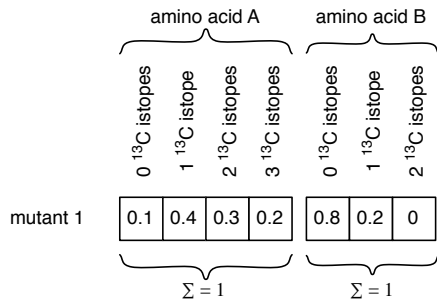 amino acid A
amino acid B
0 ¹³C istopes
1 ¹³C istope
2 ¹³C istopes
3 ¹³C istopes
0 ¹³C istopes
1 ¹³C istope
2 ¹³C istopes
mutant 1
0.1
0.4
0.3
0.2
0.8
0.2
0
Σ = 1
Σ = 1